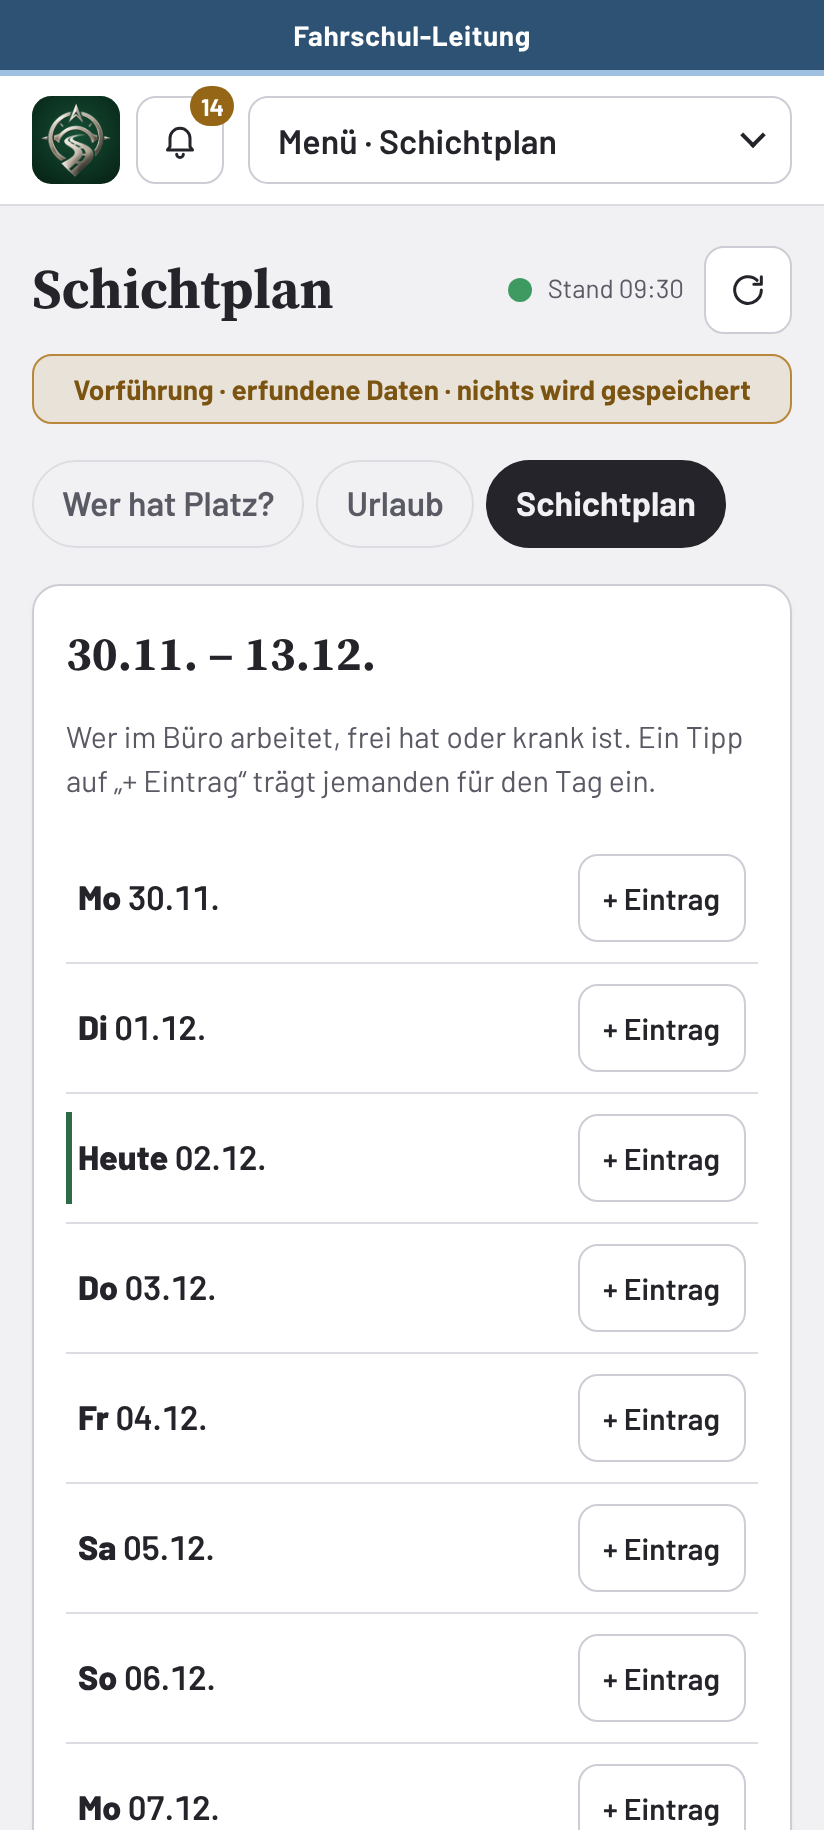 Fahrschul-Leitung
14
Menü · Schichtplan
Schichtplan
Stand 09:30
Vorführung · erfundene Daten · nichts wird gespeichert
Wer hat Platz?
Urlaub
Schichtplan
30.11. – 13.12.
Wer im Büro arbeitet, frei hat oder krank ist. Ein Tipp
auf „+ Eintrag“ trägt jemanden für den Tag ein.
Mo 30.11.
+ Eintrag
Di 01.12.
+ Eintrag
Heute 02.12.
+ Eintrag
Do 03.12.
+ Eintrag
Fr 04.12.
+ Eintrag
Sa 05.12.
+ Eintrag
So 06.12.
+ Eintrag
Mo 07.12.
+ Eintrag